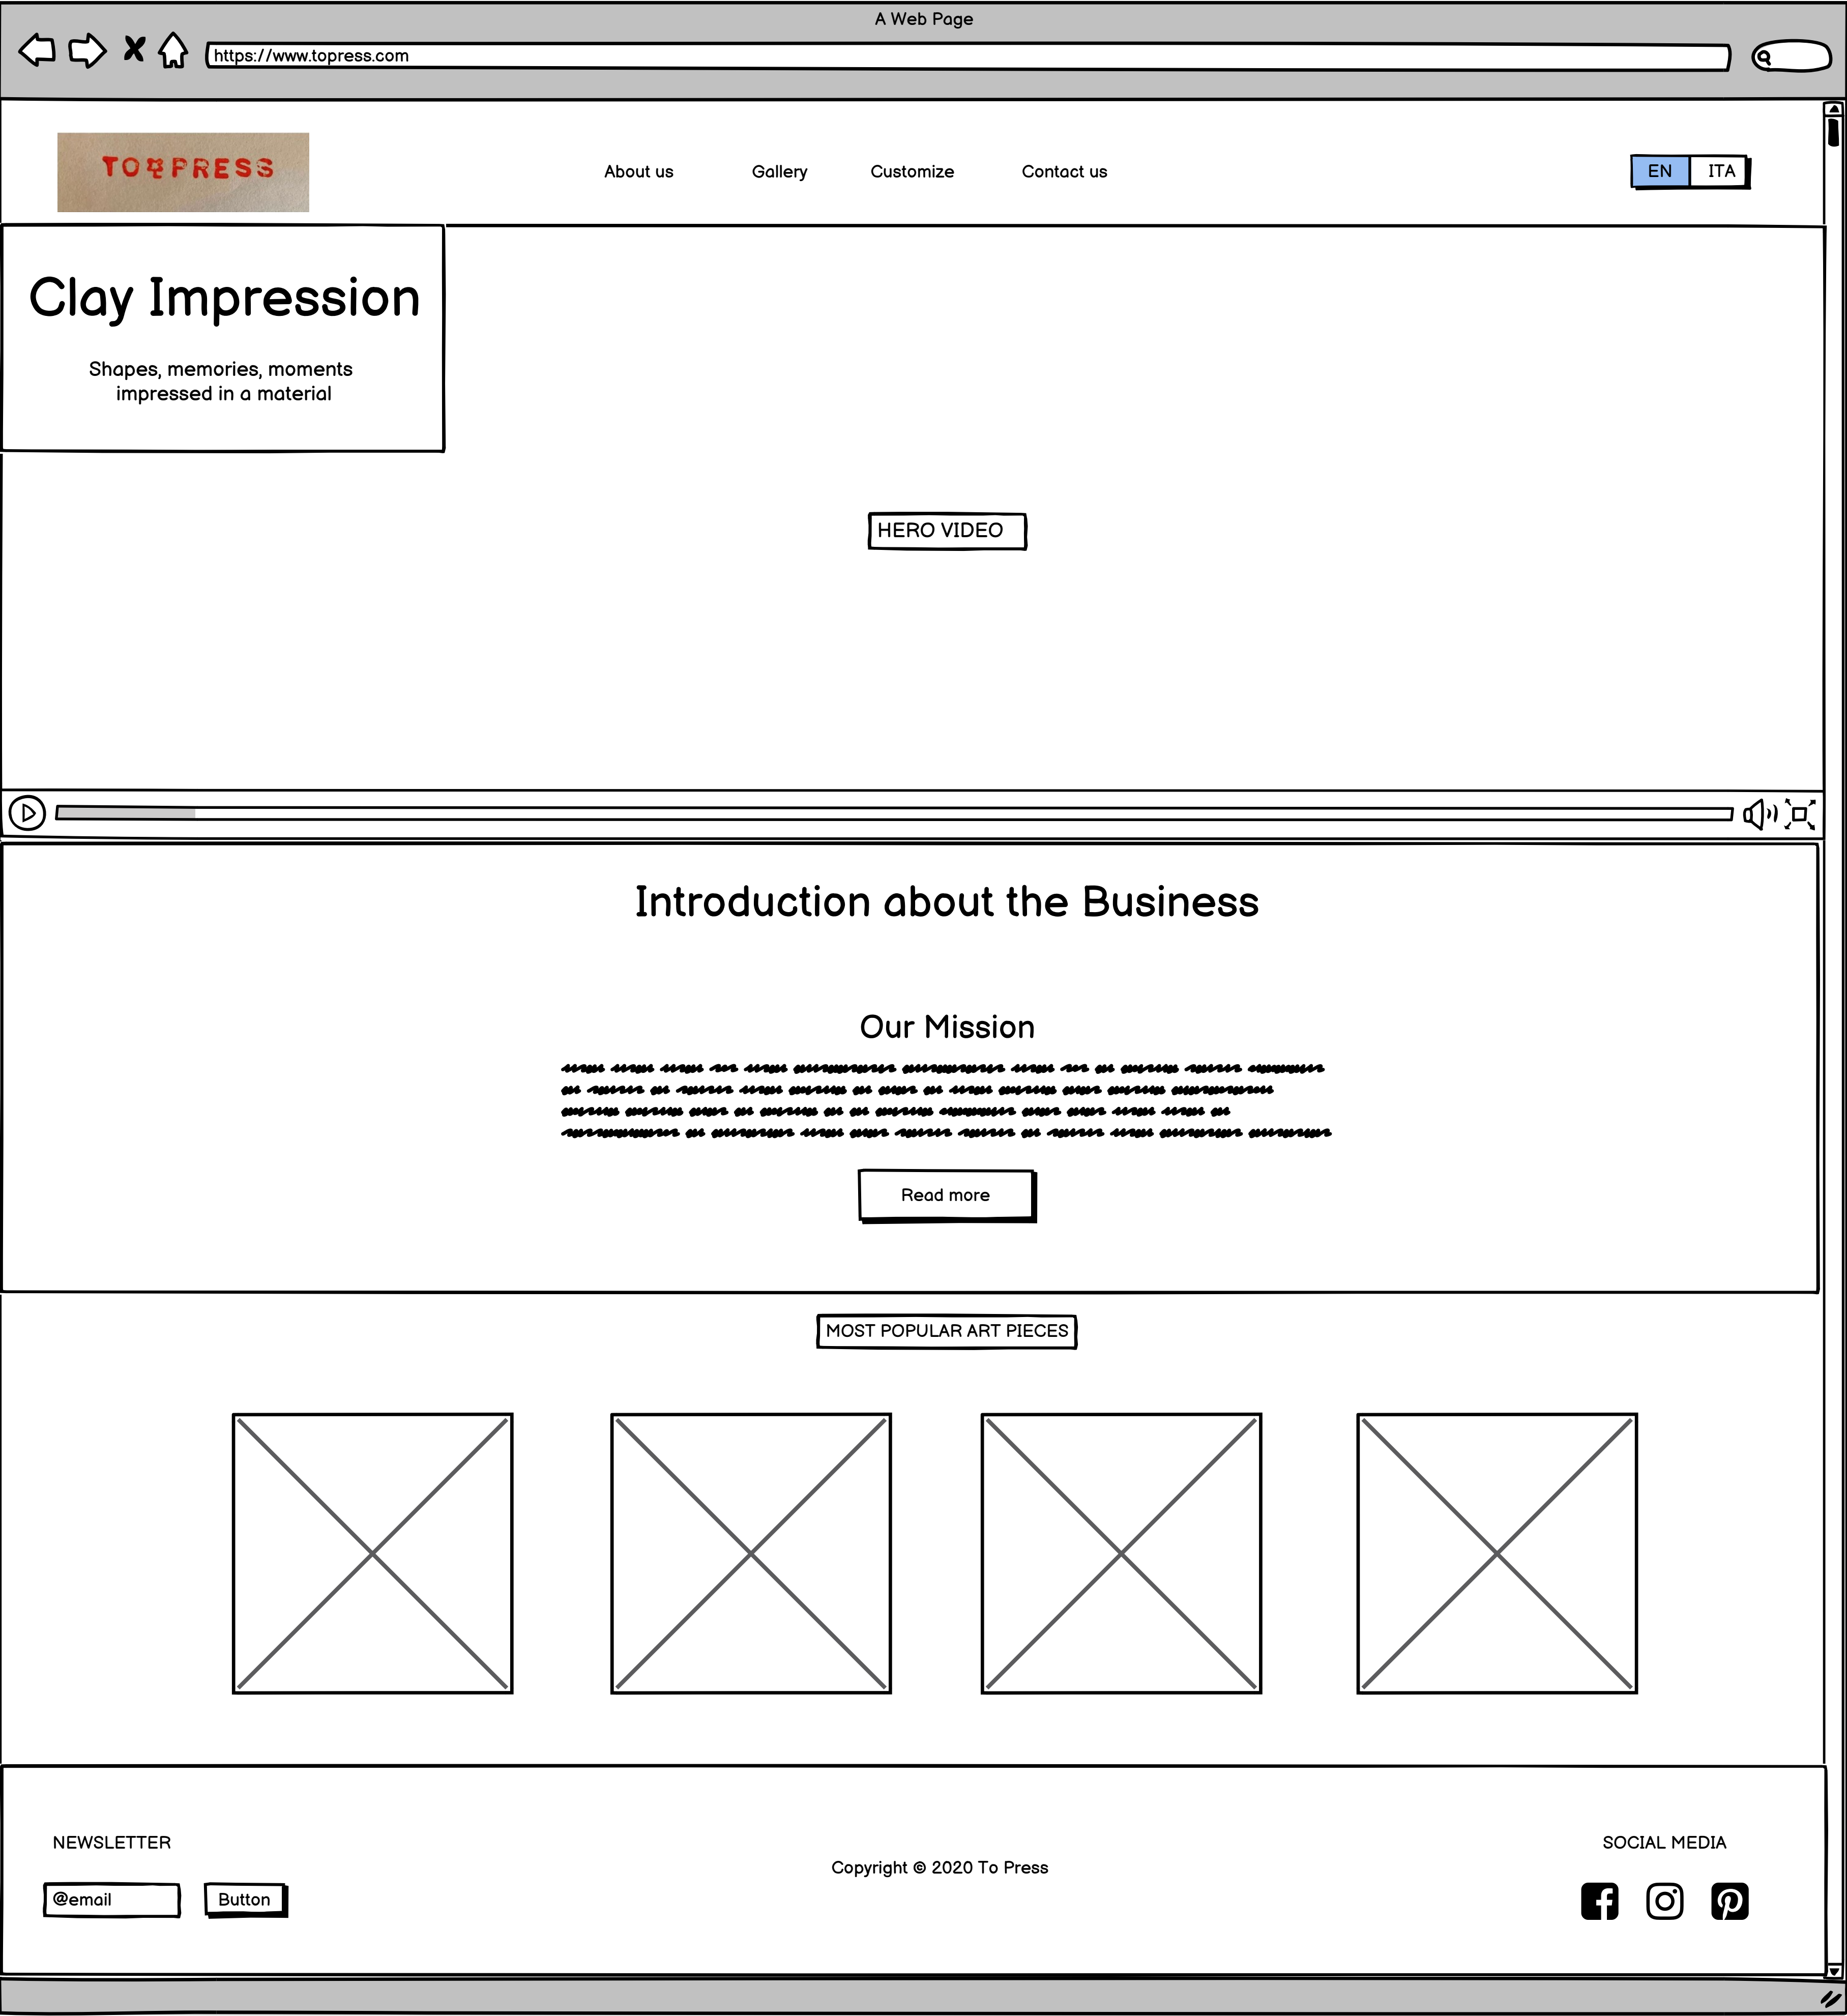 A Web Page
https://www.topress.com
TO PRESS
About us Gallery Customize Contact us EN ITA
Clay Impression
Shapes, memories, moments
impressed in a material
HERO VIDEO
Introduction about the Business
Our Mission
Read more
MOST POPULAR ART PIECES
NEWSLETTER
@email Button
Copyright © 2020 To Press
SOCIAL MEDIA